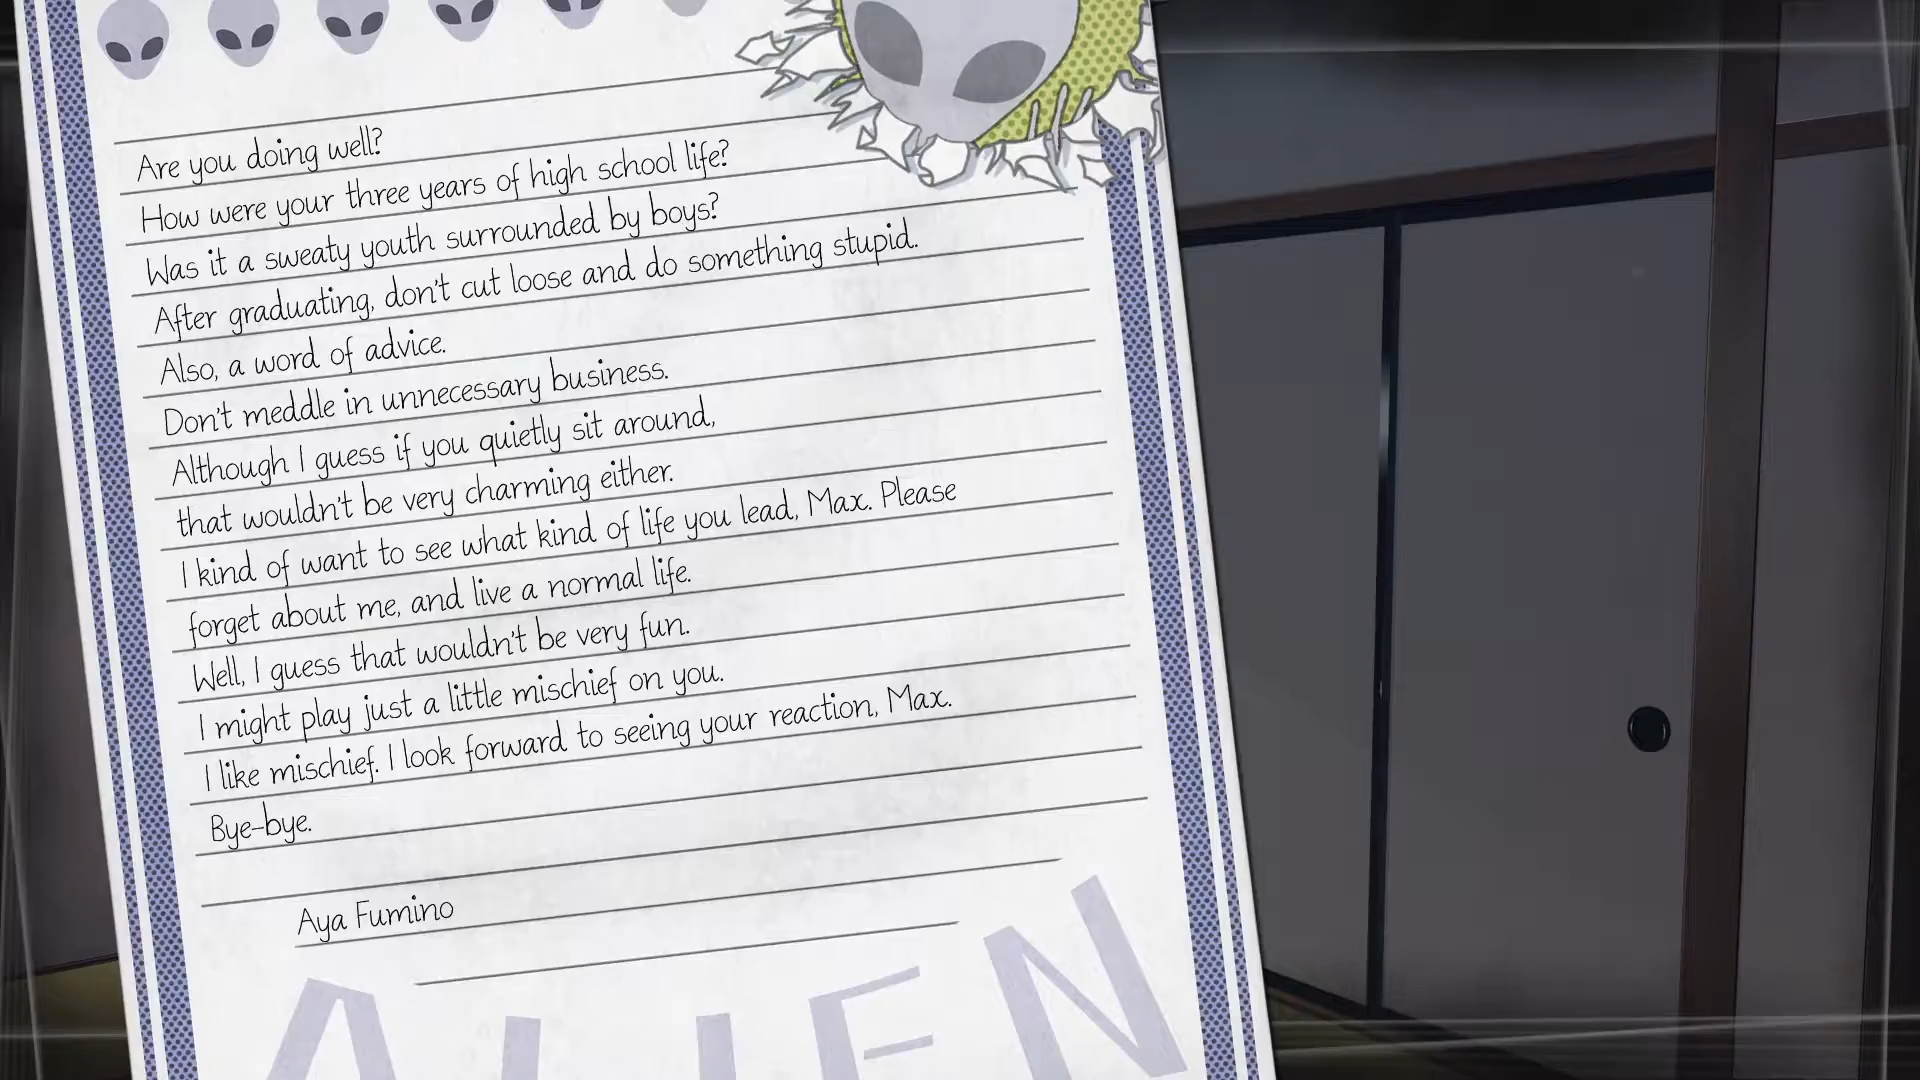 Are you doing well?
How were your three years of high school life?
Was it a sweaty youth surrounded by boys?
After graduating, don't cut loose and do something stupid.
Also, a word of advice.
Don't meddle in unnecessary business.
Although I guess if you quietly sit around,
that wouldn't be very charming either.
I kind of want to see what kind of life you lead, Max. Please
forget about me, and live a normal life.
Well, I guess that wouldn't be very fun.
I might play just a little mischief on you.
I like mischief. I look forward to seeing your reaction, Max.
Bye-bye.
Aya Fumino
ALIEN